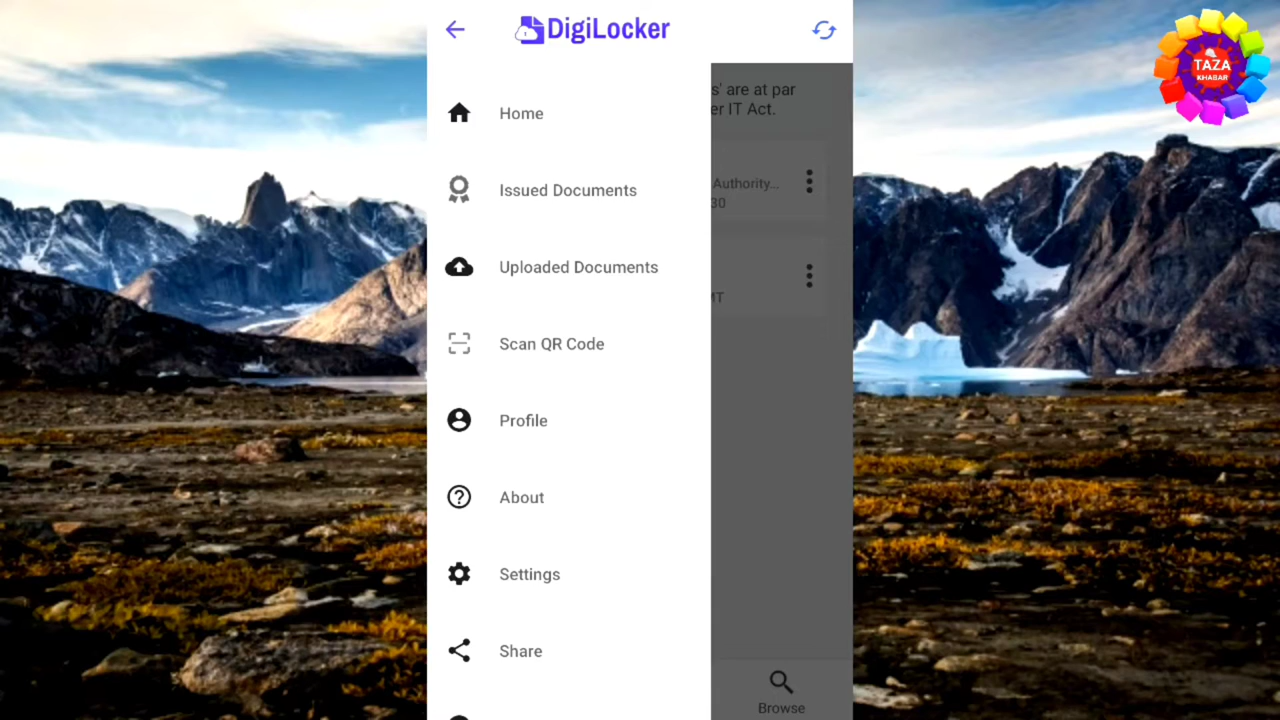 DigiLocker
s' are at par
er IT Act.
Home
Authority...
Issued Documents
30
Uploaded Documents
Scan QR Code
Profile
About
Settings
Share
Browse
TAZA
KHABAR